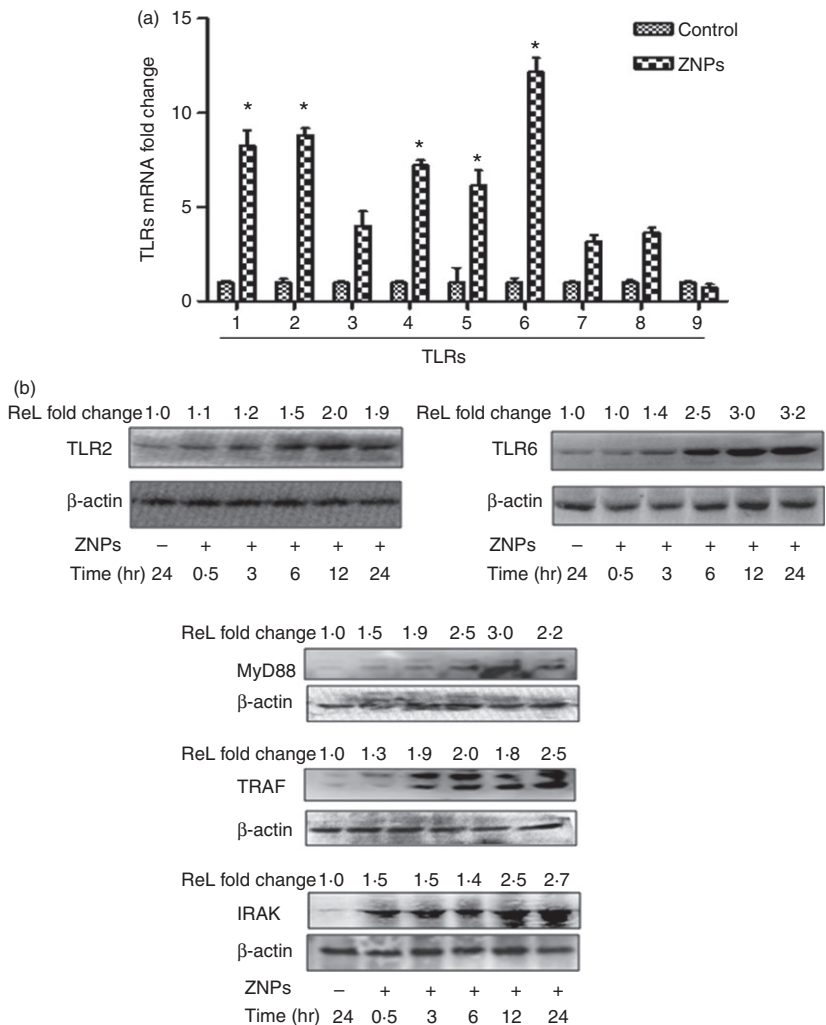 (a)
15
10
5
0
TLRs mRNA fold change
* * * * *
Control
ZNPs
1 2 3 4 5 6 7 8 9
TLRs
(b)
ReL fold change 1·0 1·1 1·2 1·5 2·0 1·9
TLR2
β-actin
ZNPs – + + + + +
Time (hr) 24 0·5 3 6 12 24
ReL fold change 1·0 1·0 1·4 2·5 3·0 3·2
TLR6
β-actin
ZNPs – + + + + +
Time (hr) 24 0·5 3 6 12 24
ReL fold change 1·0 1·5 1·9 2·5 3·0 2·2
MyD88
β-actin
ReL fold change 1·0 1·3 1·9 2·0 1·8 2·5
TRAF
β-actin
ReL fold change 1·0 1·5 1·5 1·4 2·5 2·7
IRAK
β-actin
ZNPs – + + + + +
Time (hr) 24 0·5 3 6 12 24